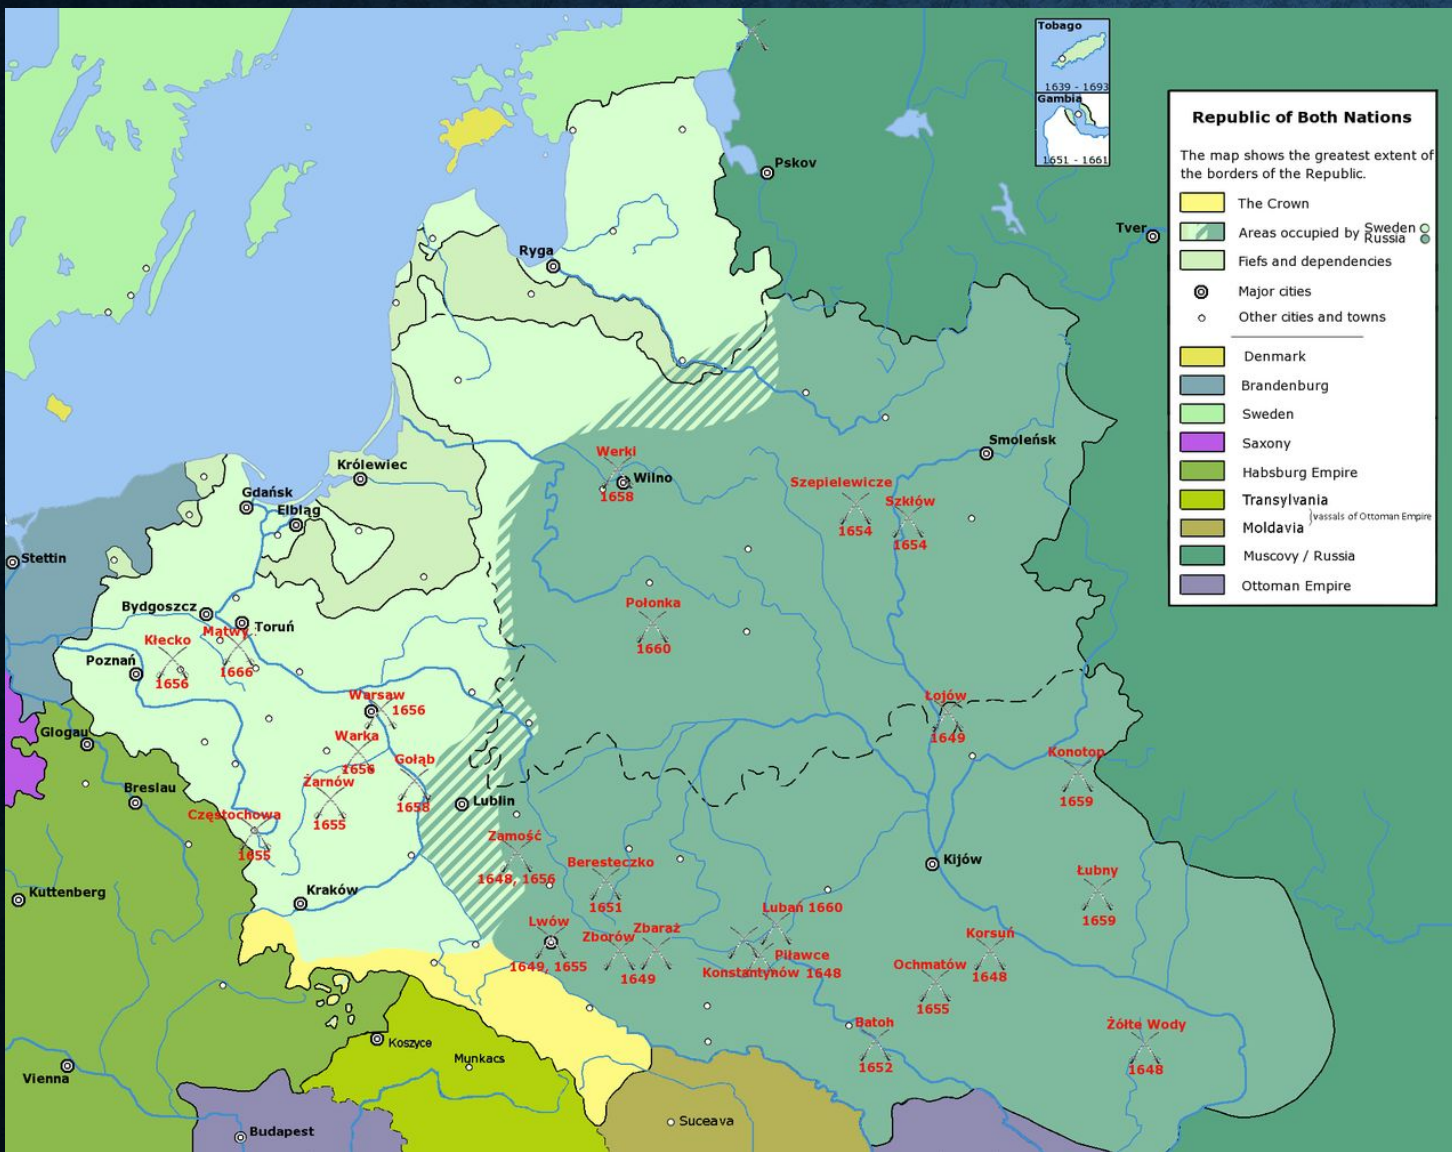 Tobago
1639 - 1693
Gambia
1651 - 1661
Republic of Both Nations
The map shows the greatest extent of
the borders of the Republic.
The Crown
Areas occupied by Sweden
Russia
Fiefs and dependencies
Major cities
Other cities and towns
Denmark
Brandenburg
Sweden
Saxony
Habsburg Empire
Transylvania
vassals of Ottoman Empire
Moldavia
Muscovy / Russia
Ottoman Empire
Pskov
Tver
Ryga
Smoleńsk
Werki
Wilno
1658
Królewiec
Szepielewicze
1654
Szkłów
1654
Gdańsk
Elbląg
Stettin
Bydgoszcz
Toruń
Połonka
1660
Kłecko
1656
Mątwy
1666
Poznań
Warsaw
1656
Łojów
1649
Glogau
Warka
1656
Gołąb
1658
Konotop
1659
Żarnów
1655
Breslau
Lublin
Częstochowa
1655
Zamość
1648, 1656
Beresteczko
1651
Kijów
Łubny
1659
Kuttenberg
Kraków
Lubań 1660
Lwów
1649, 1655
Zborów
Zbaraż
1649
Piławce
Konstantynów 1648
Korsuń
1648
Ochmatów
1655
Batoh
1652
Żółte Wody
1648
Koszyce
Munkacs
Vienna
Budapest
Suceava